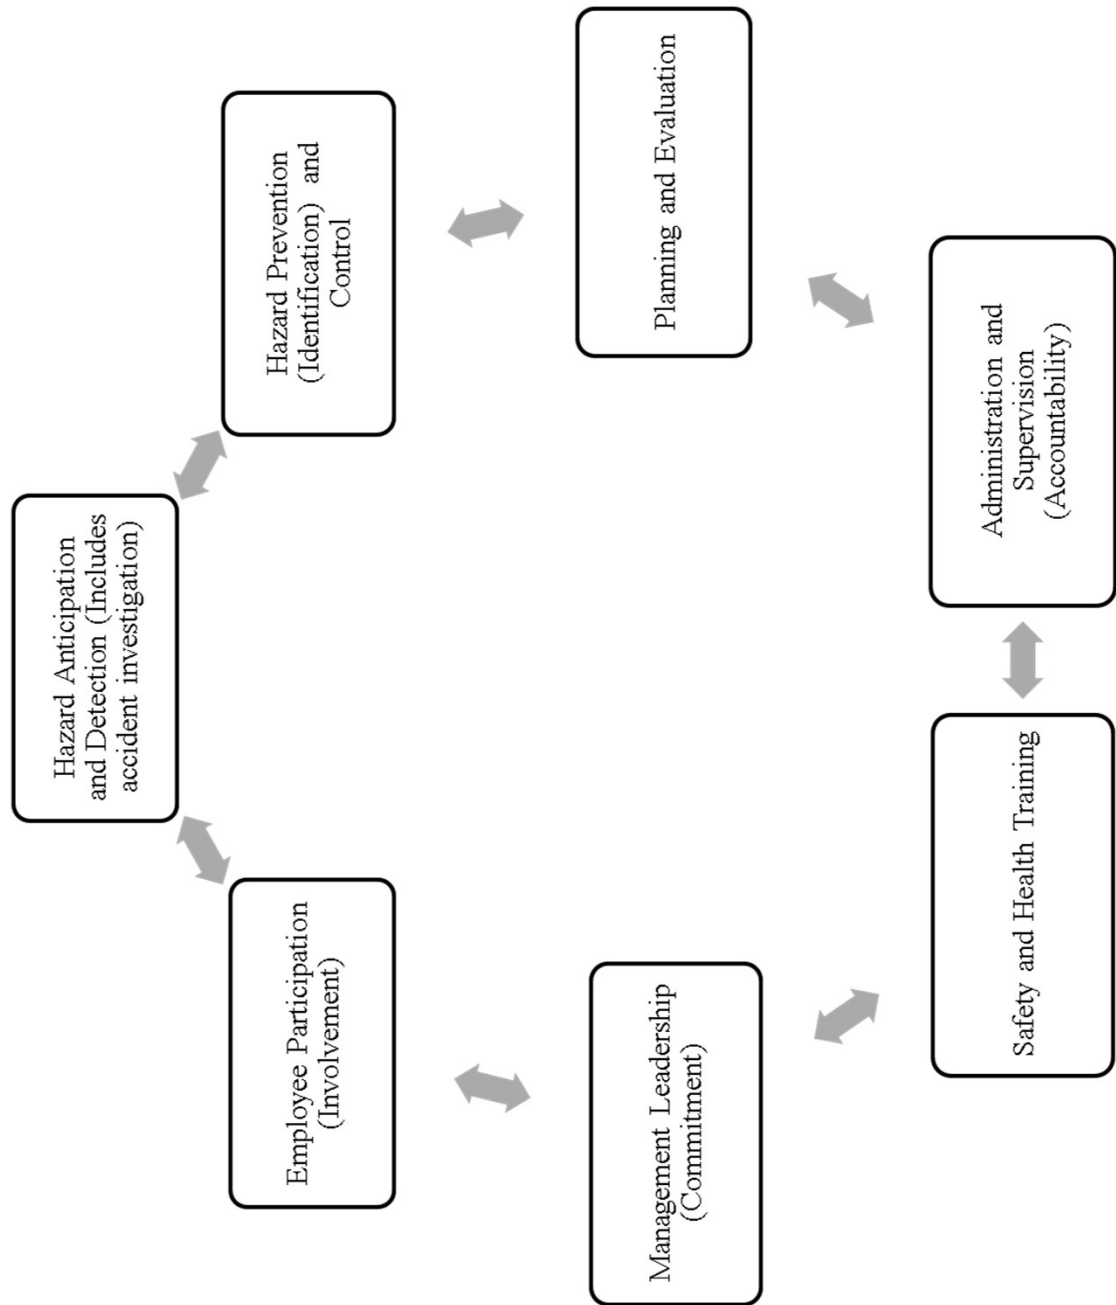 Hazard Anticipation
and Detection (Includes
accident investigation)
Employee Participation
(Involvement)
Hazard Prevention
(Identification) and
Control
Management Leadership
(Commitment)
Planning and Evaluation
Safety and Health Training
Administration and
Supervision
(Accountability)